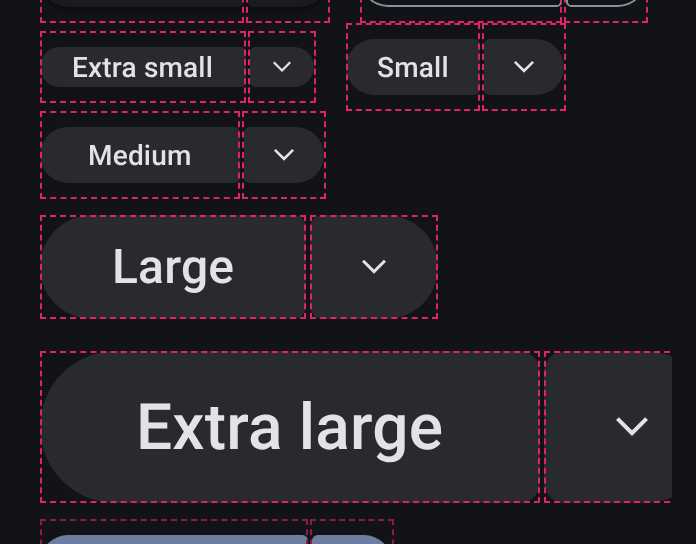 Extra small
Small
Medium
Large
Extra large